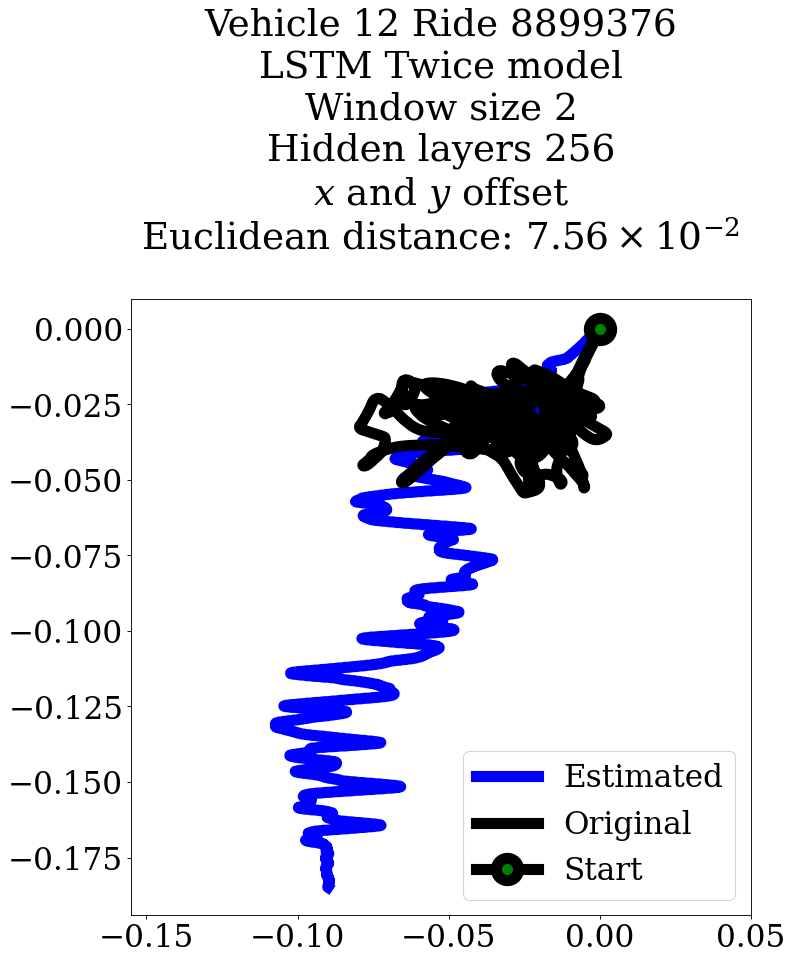 Vehicle 12 Ride 8899376
LSTM Twice model
Window size 2
Hidden layers 256
x and y offset
Euclidean distance: 7.56 × 10⁻²
0.000
−0.025
−0.050
−0.075
−0.100
−0.125
−0.150
−0.175
Estimated
Original
Start
−0.15 −0.10 −0.05 0.00 0.05